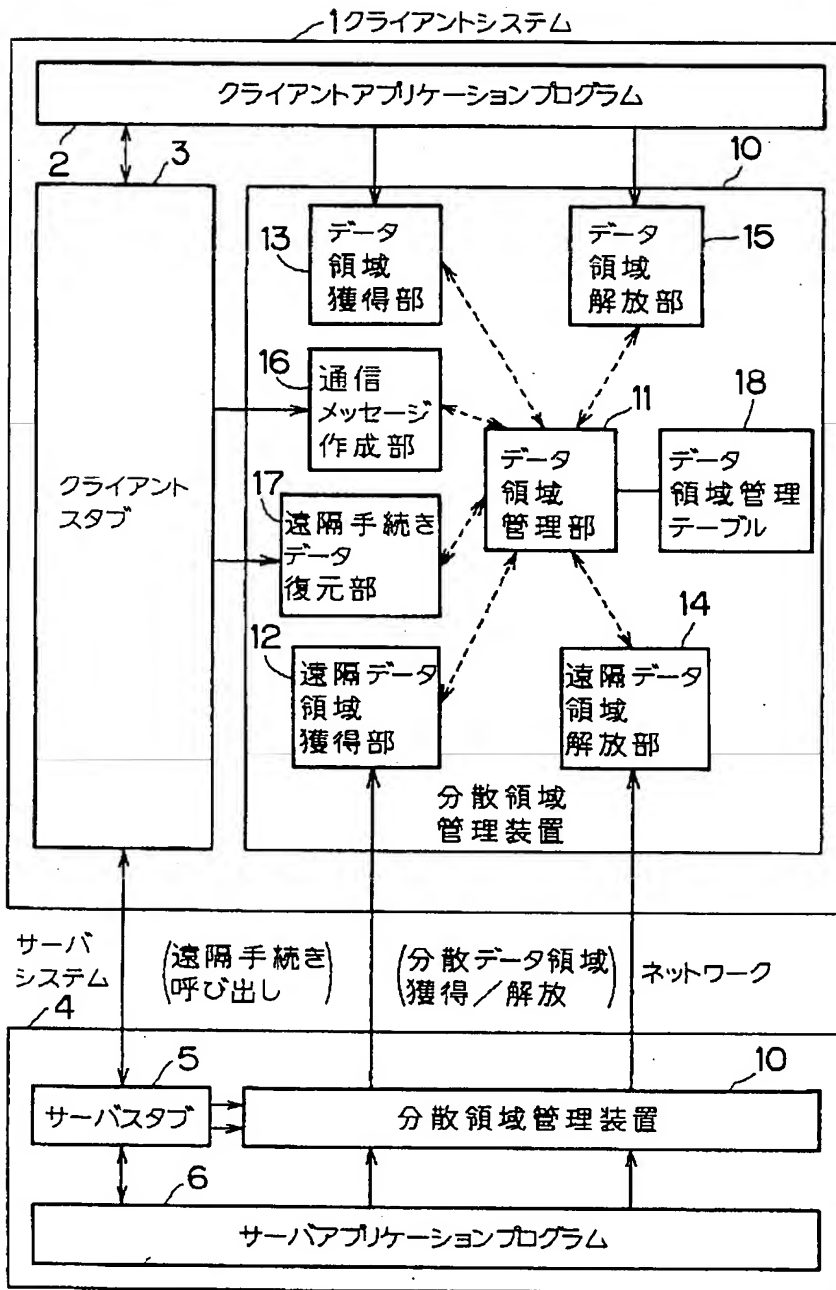 1クライアントシステム
クライアントアプリケーションプログラム
2
3
10
13
データ
領域
獲得部
データ
領域
解放部
15
16
通信
メッセージ
作成部
11
18
クライアント
スタブ
データ
領域
管理部
データ
領域管理
テーブル
17
遠隔手続き
データ
復元部
12
遠隔データ
領域
獲得部
14
遠隔データ
領域
解放部
分散領域
管理装置
サーバ
システム
4
(遠隔手続き
呼び出し)
(分散データ領域
獲得/解放)
ネットワーク
5
10
サーバスタブ
分散領域管理装置
6
サーバアプリケーションプログラム